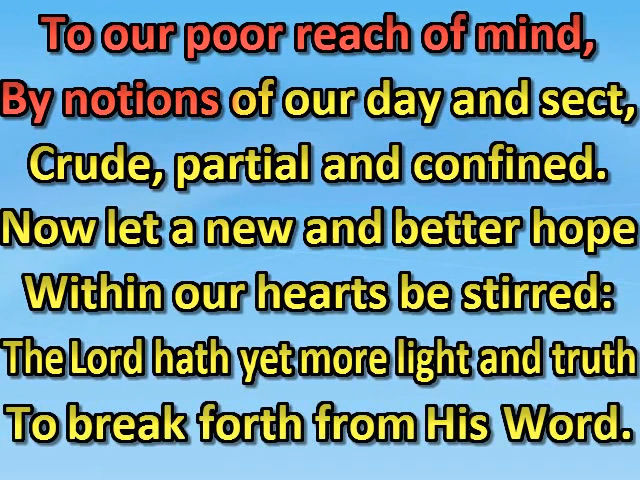 To our poor reach of mind,
By notions of our day and sect,
Crude, partial and confined.
Now let a new and better hope
Within our hearts be stirred:
The Lord hath yet more light and truth
To break forth from His Word.